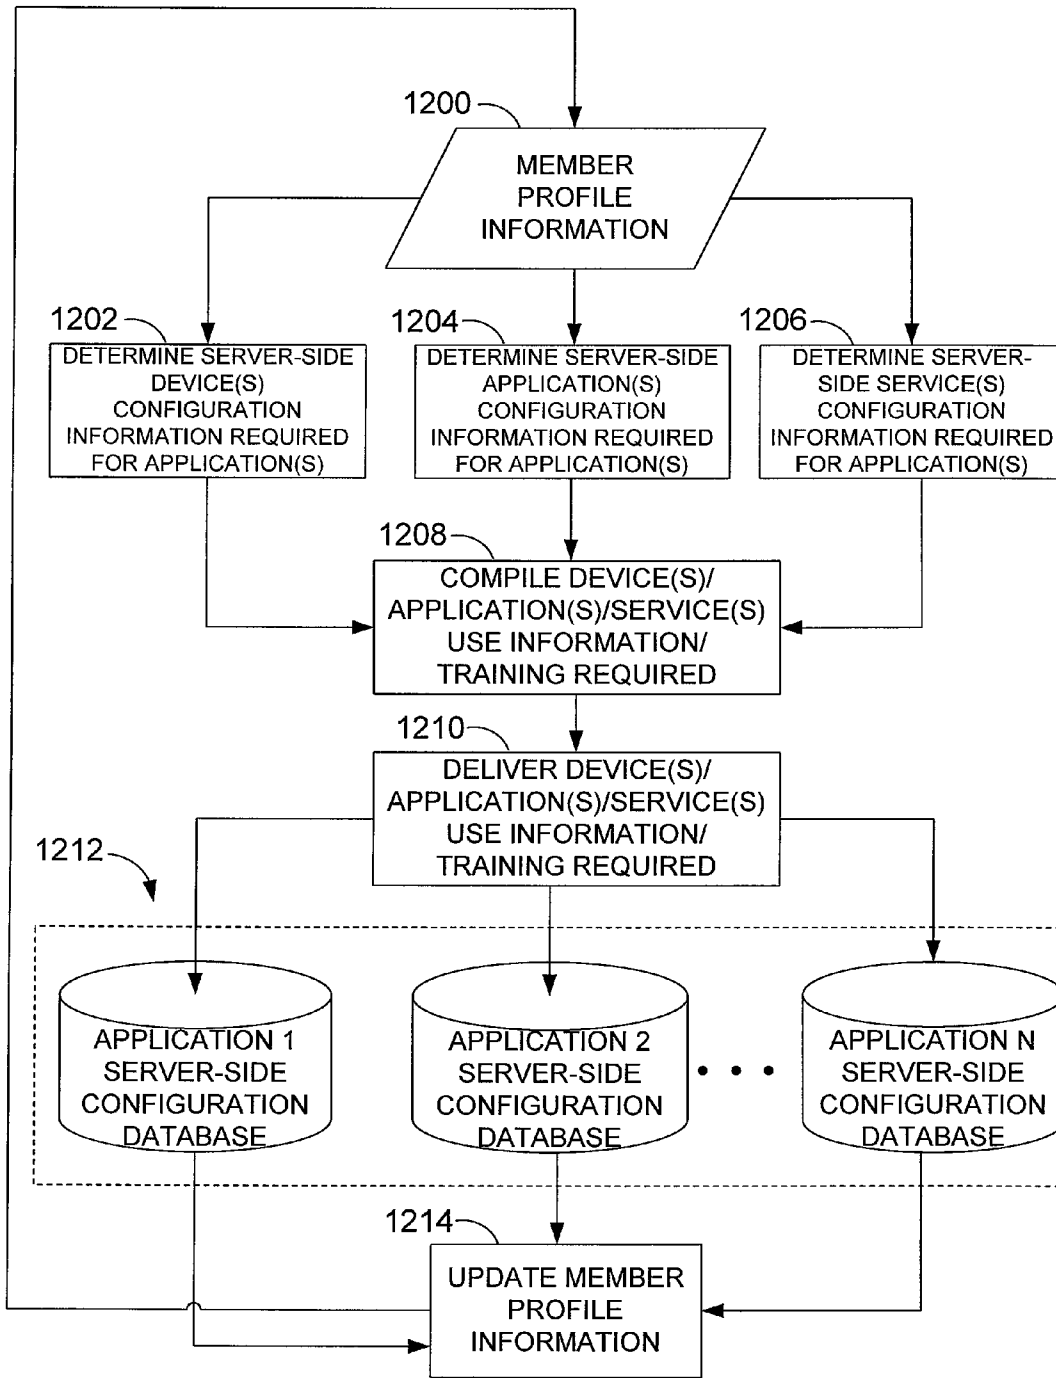 1200
MEMBER
PROFILE
INFORMATION
1202
DETERMINE SERVER-SIDE
DEVICE(S)
CONFIGURATION
INFORMATION REQUIRED
FOR APPLICATION(S)
1204
DETERMINE SERVER-SIDE
APPLICATION(S)
CONFIGURATION
INFORMATION REQUIRED
FOR APPLICATION(S)
1206
DETERMINE SERVER-
SIDE SERVICE(S)
CONFIGURATION
INFORMATION REQUIRED
FOR APPLICATION(S)
1208
COMPILE DEVICE(S)/
APPLICATION(S)/SERVICE(S)
USE INFORMATION/
TRAINING REQUIRED
1210
DELIVER DEVICE(S)/
APPLICATION(S)/SERVICE(S)
USE INFORMATION/
TRAINING REQUIRED
1212
APPLICATION 1
SERVER-SIDE
CONFIGURATION
DATABASE
APPLICATION 2
SERVER-SIDE
CONFIGURATION
DATABASE
• • •
APPLICATION N
SERVER-SIDE
CONFIGURATION
DATABASE
1214
UPDATE MEMBER
PROFILE
INFORMATION